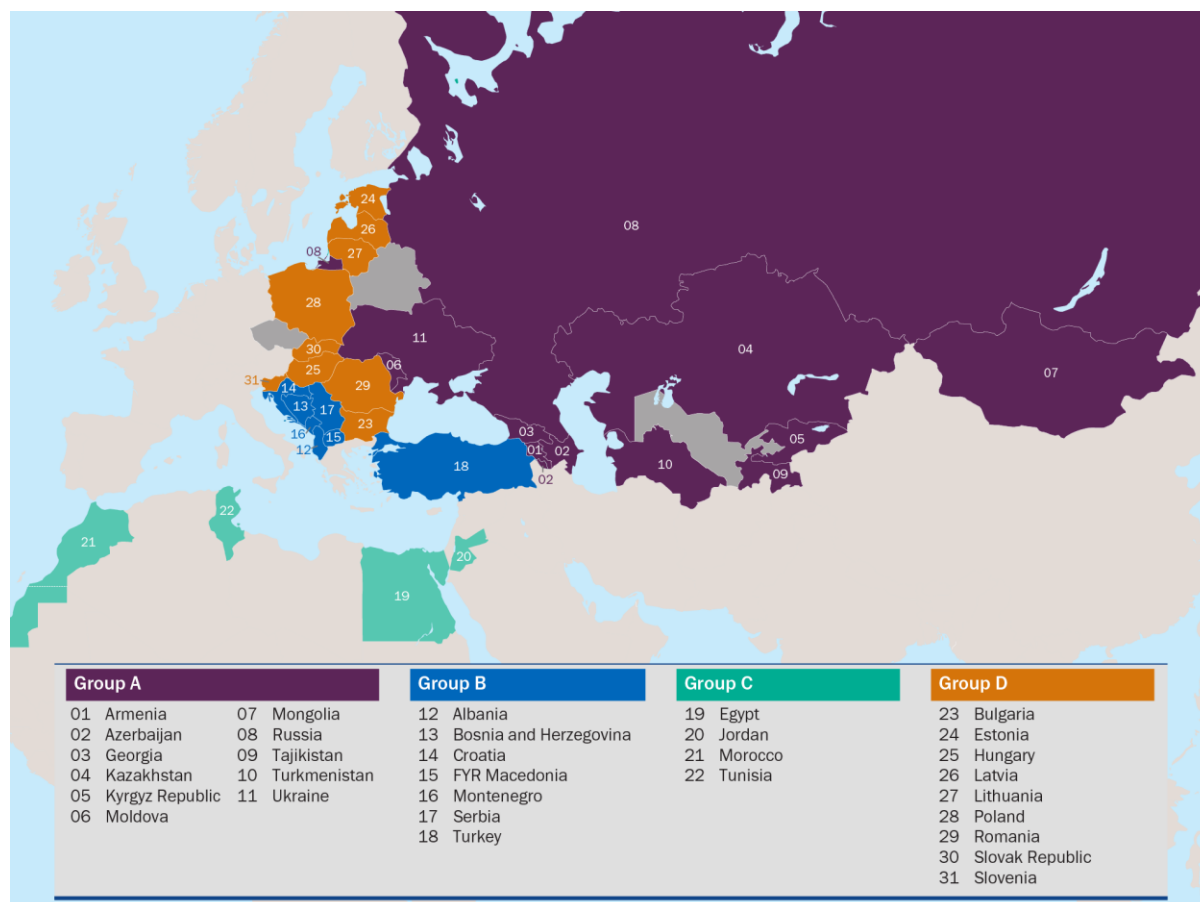 24
08
26
08
27
28
11
30
06
04
25
07
31
29
14
13
17
23
03
05
16
15
01
02
12
18
10
09
02
22
21
20
19
Group A
01 Armenia
02 Azerbaijan
03 Georgia
04 Kazakhstan
05 Kyrgyz Republic
06 Moldova
07 Mongolia
08 Russia
09 Tajikistan
10 Turkmenistan
11 Ukraine
Group B
12 Albania
13 Bosnia and Herzegovina
14 Croatia
15 FYR Macedonia
16 Montenegro
17 Serbia
18 Turkey
Group C
19 Egypt
20 Jordan
21 Morocco
22 Tunisia
Group D
23 Bulgaria
24 Estonia
25 Hungary
26 Latvia
27 Lithuania
28 Poland
29 Romania
30 Slovak Republic
31 Slovenia